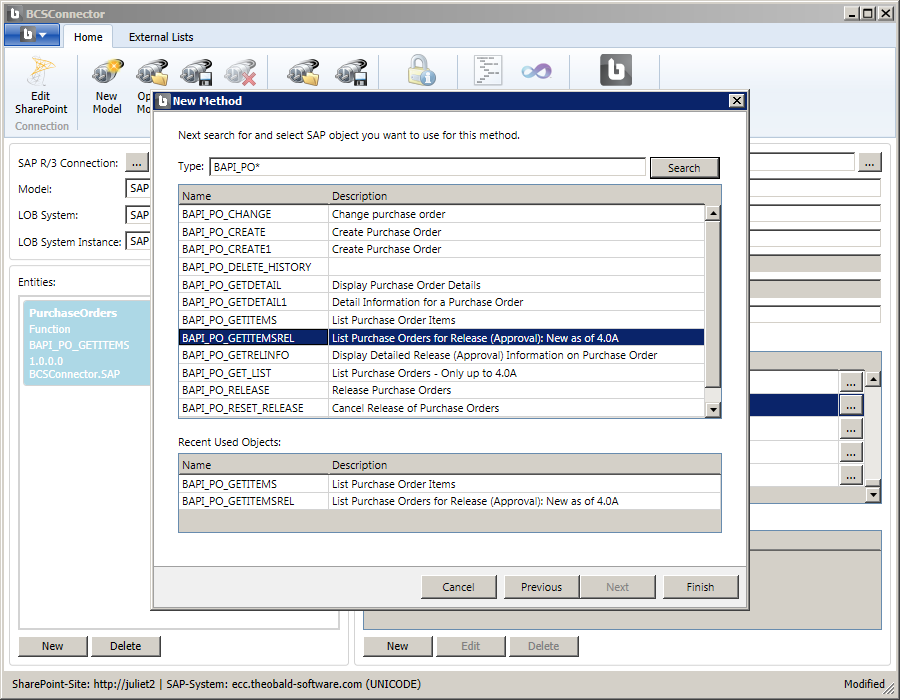 BCSConnector
Home
External Lists
Edit
SharePoint
New
Model
Op
Mo
Connection
New Method
Next search for and select SAP object you want to use for this method.
Type: BAPI_PO* Search
Name Description
BAPI_PO_CHANGE Change purchase order
BAPI_PO_CREATE Create Purchase Order
BAPI_PO_CREATE1 Create Purchase Order
BAPI_PO_DELETE_HISTORY
BAPI_PO_GETDETAIL Display Purchase Order Details
BAPI_PO_GETDETAIL1 Detail Information for a Purchase Order
BAPI_PO_GETITEMS List Purchase Order Items
BAPI_PO_GETITEMSREL List Purchase Orders for Release (Approval): New as of 4.0A
BAPI_PO_GETRELINFO Display Detailed Release (Approval) Information on Purchase Order
BAPI_PO_GET_LIST List Purchase Orders - Only up to 4.0A
BAPI_PO_RELEASE Release Purchase Orders
BAPI_PO_RESET_RELEASE Cancel Release of Purchase Orders
Recent Used Objects:
Name Description
BAPI_PO_GETITEMS List Purchase Order Items
BAPI_PO_GETITEMSREL List Purchase Orders for Release (Approval): New as of 4.0A
Cancel Previous Next Finish
SAP R/3 Connection: ...
Model: SAP
LOB System: SAP
LOB System Instance: SAP
Entities:
PurchaseOrders
Function
BAPI_PO_GETITEMS
1.0.0.0
BCSConnector.SAP
New Delete
...
...
...
...
...
...
New Edit Delete
SharePoint-Site: http://juliet2 | SAP-System: ecc.theobald-software.com (UNICODE)
Modified